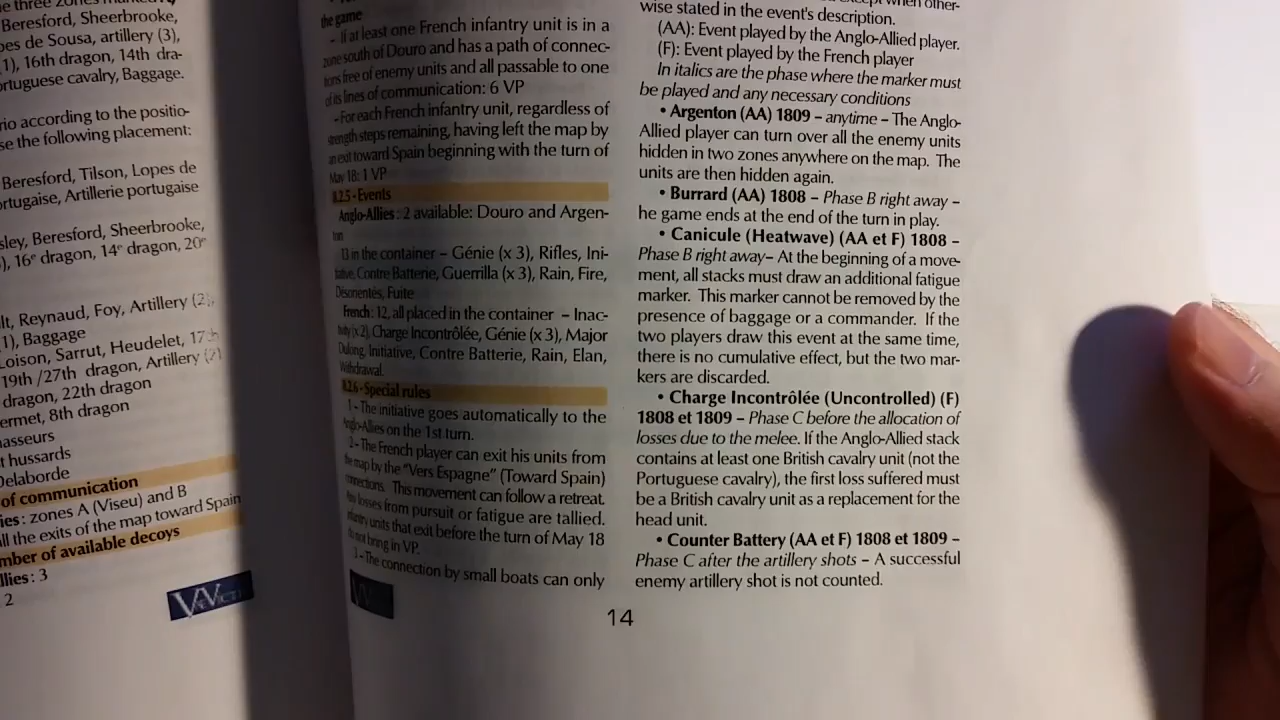 Beresford, Sheerbrooke,
pes de Sousa, artillery (3),
1), 16th dragon, 14th dra-
ortuguese cavalry, Baggage.
rio according to the positio-
se the following placement:
Beresford, Tilson, Lopes de
ortugaise, Artillerie portugaise
sley, Beresford, Sheerbrooke,
), 16e dragon, 14e dragon, 20e
lt, Reynaud, Foy, Artillery (2),
(1), Baggage
Loison, Sarrut, Heudelet, 17th
19th /27th dragon, Artillery (2)
dragon, 22th dragon
ermet, 8th dragon
hasseurs
t hussards
Delaborde
of communication
ies: zones A (Viseu) and B
ll the exits of the map toward Spain
mber of available decoys
llies: 3
2
VaeVictis
the game
– If at least one French infantry unit is in a
zone south of Douro and has a path of connec-
tions free of enemy units and all passable to one
of its lines of communication: 6 VP
– For each French infantry unit, regardless of
strength steps remaining, having left the map by
an exit toward Spain beginning with the turn of
May 18: 1 VP
8.2.5 - Events
Anglo-Allies : 2 available: Douro and Argen-
ton
13 in the container – Génie (x 3), Rifles, Ini-
tiative, Contre Batterie, Guerrilla (x 3), Rain, Fire,
Désorientés, Fuite
French: 12, all placed in the container – Inac-
tivity (x 2), Charge Incontrôlée, Génie (x 3), Major
Dulong, Initiative, Contre Batterie, Rain, Elan,
Withdrawal.
8.2.6 - Special rules
1 – The initiative goes automatically to the
Anglo-Allies on the 1st turn.
2 – The French player can exit his units from
the map by the "Vers Espagne" (Toward Spain)
connections. This movement can follow a retreat.
losses from pursuit or fatigue are tallied.
Infantry units that exit before the turn of May 18
do not bring in VP.
3 – The connection by small boats can only
14
wise stated in the event's description.
(AA): Event played by the Anglo-Allied player.
(F): Event played by the French player
In italics are the phase where the marker must
be played and any necessary conditions
• Argenton (AA) 1809 – anytime – The Anglo-
Allied player can turn over all the enemy units
hidden in two zones anywhere on the map. The
units are then hidden again.
• Burrard (AA) 1808 – Phase B right away –
he game ends at the end of the turn in play.
• Canicule (Heatwave) (AA et F) 1808 –
Phase B right away– At the beginning of a move-
ment, all stacks must draw an additional fatigue
marker. This marker cannot be removed by the
presence of baggage or a commander. If the
two players draw this event at the same time,
there is no cumulative effect, but the two mar-
kers are discarded.
• Charge Incontrôlée (Uncontrolled) (F)
1808 et 1809 – Phase C before the allocation of
losses due to the melee. If the Anglo-Allied stack
contains at least one British cavalry unit (not the
Portuguese cavalry), the first loss suffered must
be a British cavalry unit as a replacement for the
head unit.
• Counter Battery (AA et F) 1808 et 1809 –
Phase C after the artillery shots – A successful
enemy artillery shot is not counted.